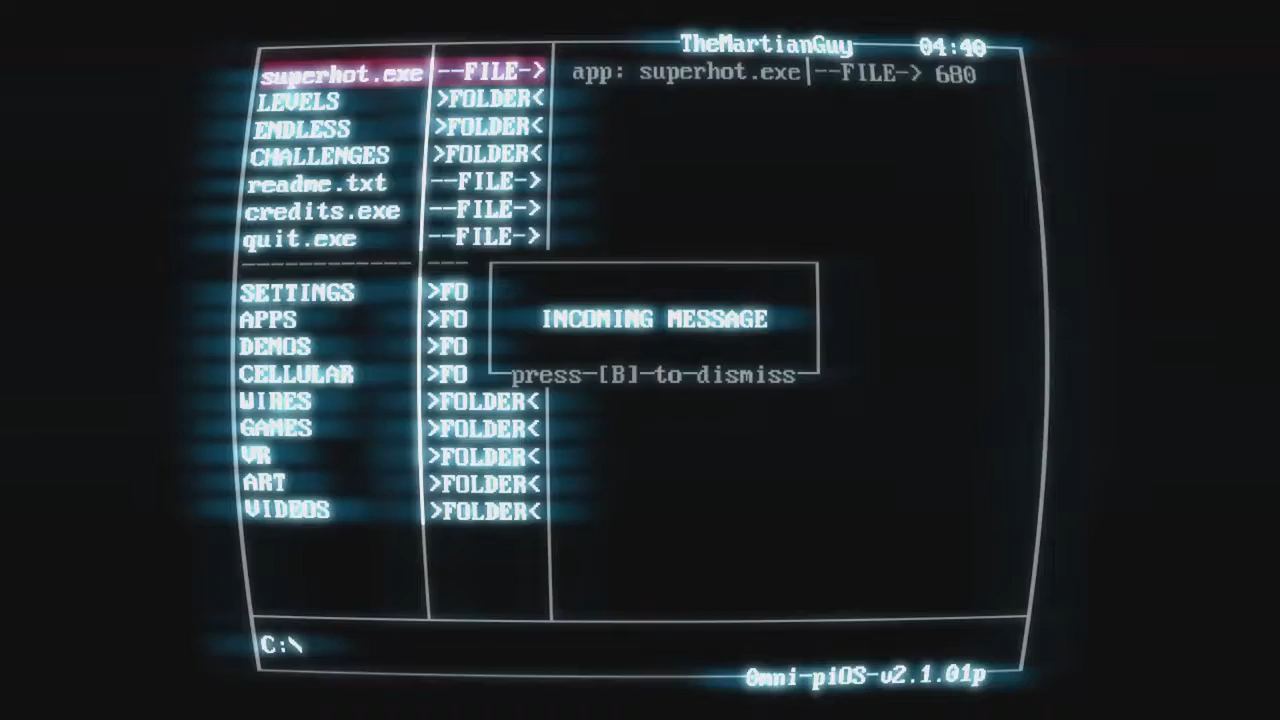 TheMartianGuy 04:40
superhot.exe --FILE-> app: superhot.exe|--FILE-> 680
LEVELS >FOLDER<
ENDLESS >FOLDER<
CHALLENGES >FOLDER<
readme.txt --FILE->
credits.exe --FILE->
quit.exe --FILE->
SETTINGS >FO
APPS >FO
INCOMING MESSAGE
DEMOS >FO
CELLULAR >FO
press-[B]-to-dismiss
WIRES >FOLDER<
GAMES >FOLDER<
VR >FOLDER<
ART >FOLDER<
VIDEOS >FOLDER<
C:\
0mni-piOS-v2.1.01p